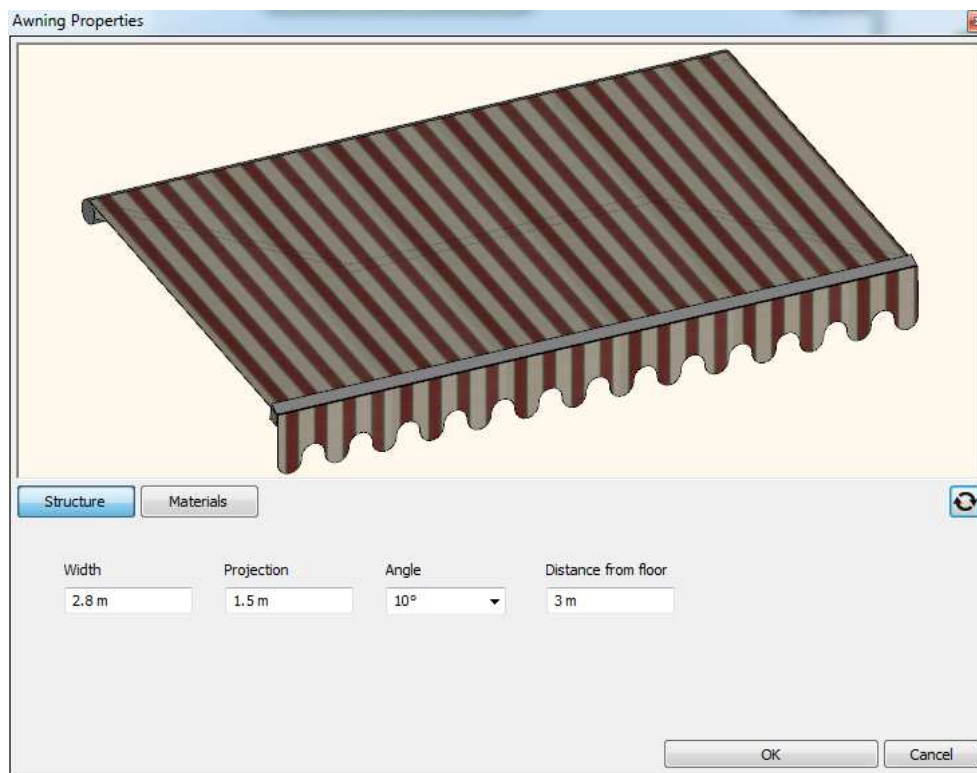 Awning Properties
Structure Materials
Width Projection Angle Distance from floor
2.8 m 1.5 m 10° 3 m
OK Cancel